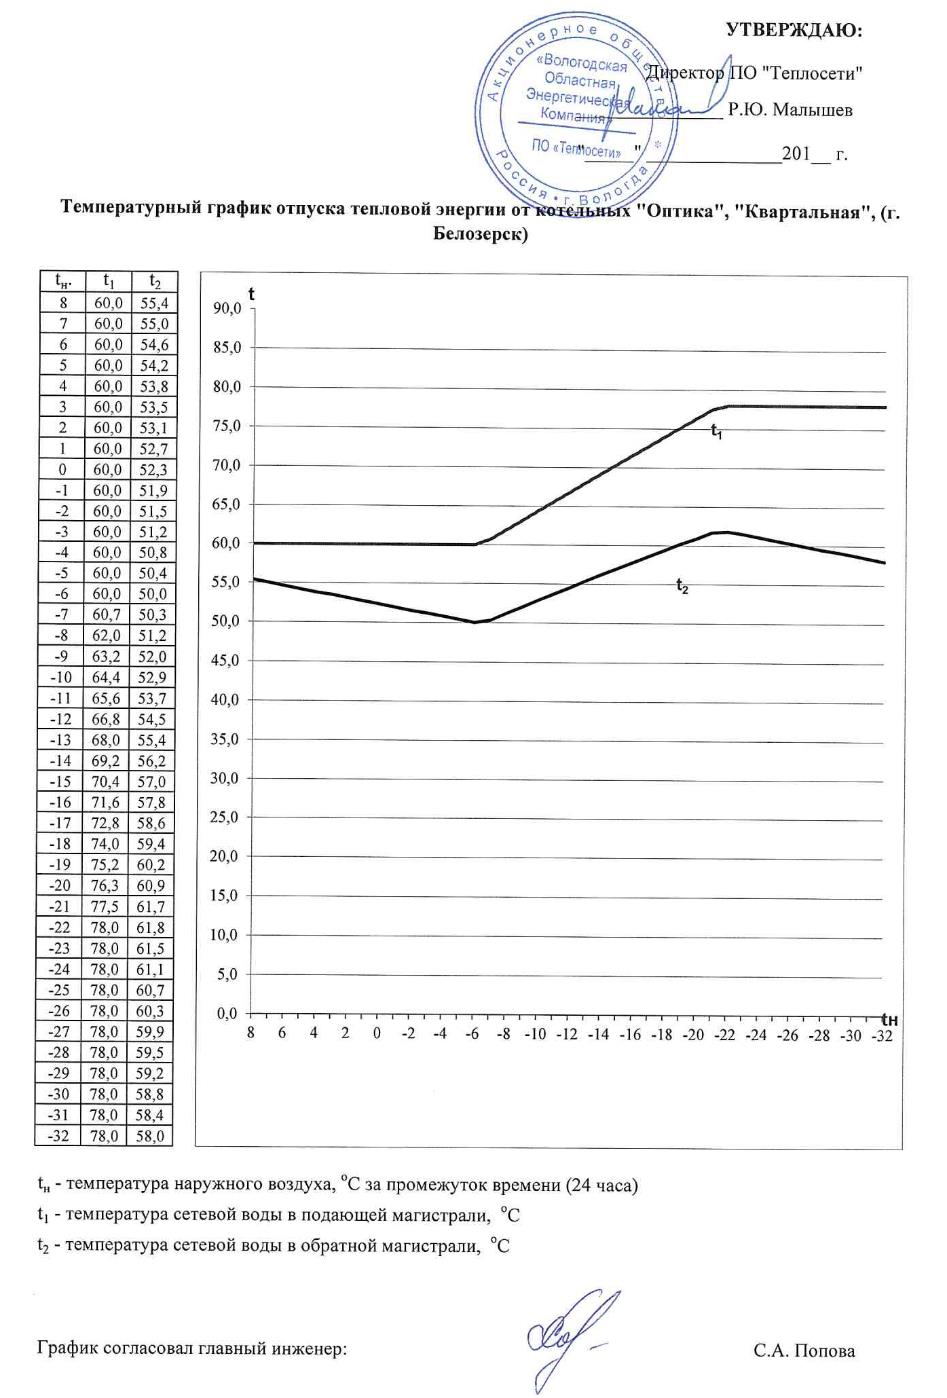 УТВЕРЖДАЮ:
Директор ПО "Теплосети"
Р.Ю. Малышев
"_____" ______________201__ г.
Акционерное общество
«Вологодская
Областная
Энергетическая
Компания»
ПО «Теплосети»
Россия • г. Вологда
Температурный график отпуска тепловой энергии от котельных "Оптика", "Квартальная", (г.
Белозерск)
tн. t1 t2
8 60,0 55,4
7 60,0 55,0
6 60,0 54,6
5 60,0 54,2
4 60,0 53,8
3 60,0 53,5
2 60,0 53,1
1 60,0 52,7
0 60,0 52,3
-1 60,0 51,9
-2 60,0 51,5
-3 60,0 51,2
-4 60,0 50,8
-5 60,0 50,4
-6 60,0 50,0
-7 60,7 50,3
-8 62,0 51,2
-9 63,2 52,0
-10 64,4 52,9
-11 65,6 53,7
-12 66,8 54,5
-13 68,0 55,4
-14 69,2 56,2
-15 70,4 57,0
-16 71,6 57,8
-17 72,8 58,6
-18 74,0 59,4
-19 75,2 60,2
-20 76,3 60,9
-21 77,5 61,7
-22 78,0 61,8
-23 78,0 61,5
-24 78,0 61,1
-25 78,0 60,7
-26 78,0 60,3
-27 78,0 59,9
-28 78,0 59,5
-29 78,0 59,2
-30 78,0 58,8
-31 78,0 58,4
-32 78,0 58,0
t
90,0
85,0
80,0
75,0
70,0
65,0
60,0
55,0
50,0
45,0
40,0
35,0
30,0
25,0
20,0
15,0
10,0
5,0
0,0
t1
t2
tн
8 6 4 2 0 -2 -4 -6 -8 -10 -12 -14 -16 -18 -20 -22 -24 -26 -28 -30 -32
tн - температура наружного воздуха, °С за промежуток времени (24 часа)
t1 - температура сетевой воды в подающей магистрали, °С
t2 - температура сетевой воды в обратной магистрали, °С
График согласовал главный инженер:
С.А. Попова